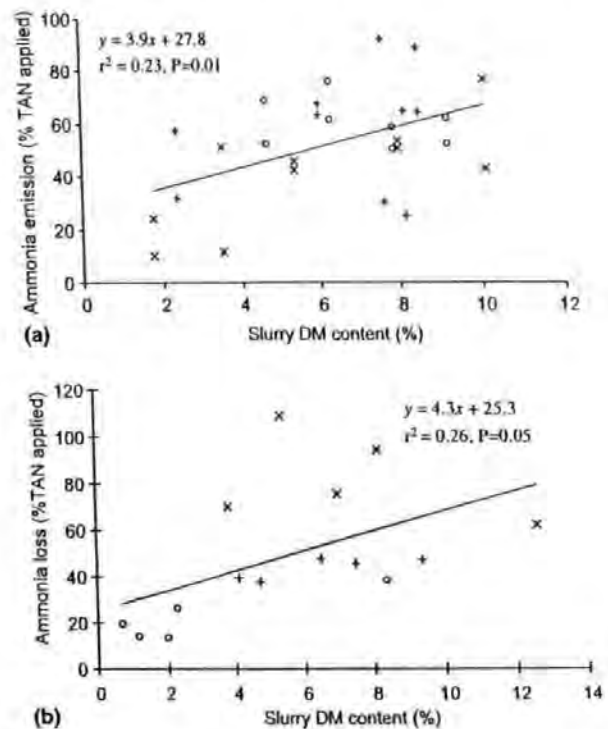 y = 3.9x + 27.8
r² = 0.23, P=0.01
Ammonia emission (% TAN applied)
100
80
60
40
20
0
0 2 4 6 8 10 12
Slurry DM content (%)
(a)
y = 4.3x + 25.3
r² = 0.26, P=0.05
Ammonia loss (%TAN applied)
120
100
80
60
40
20
0
0 2 4 6 8 10 12 14
Slurry DM content (%)
(b)